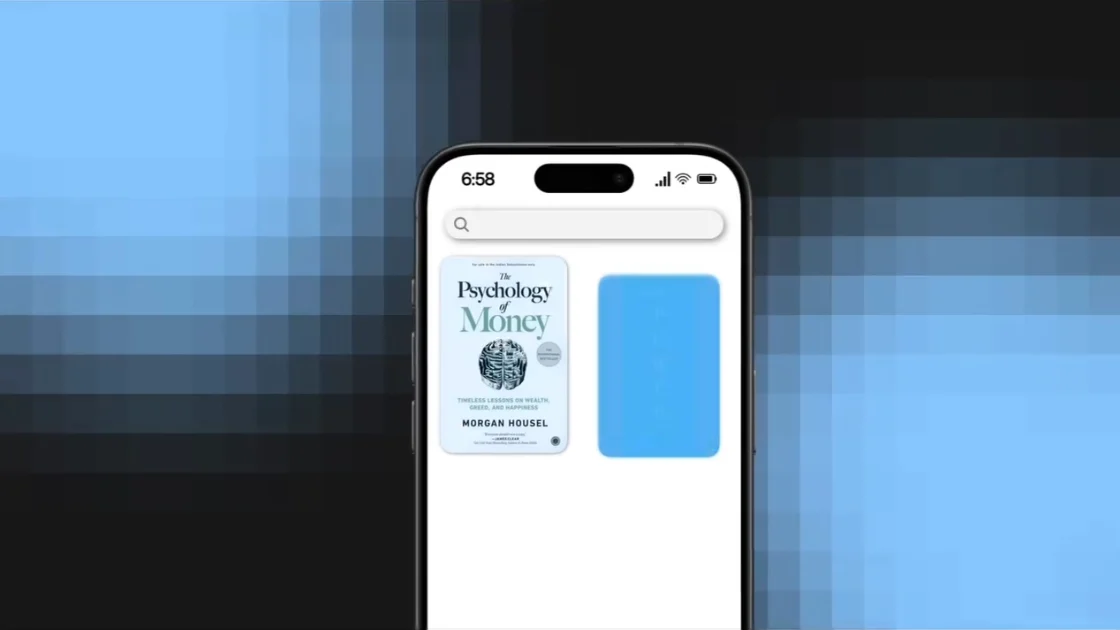 6:58
The
Psychology
of
Money
TIMELESS LESSONS ON WEALTH,
GREED, AND HAPPINESS
MORGAN HOUSEL